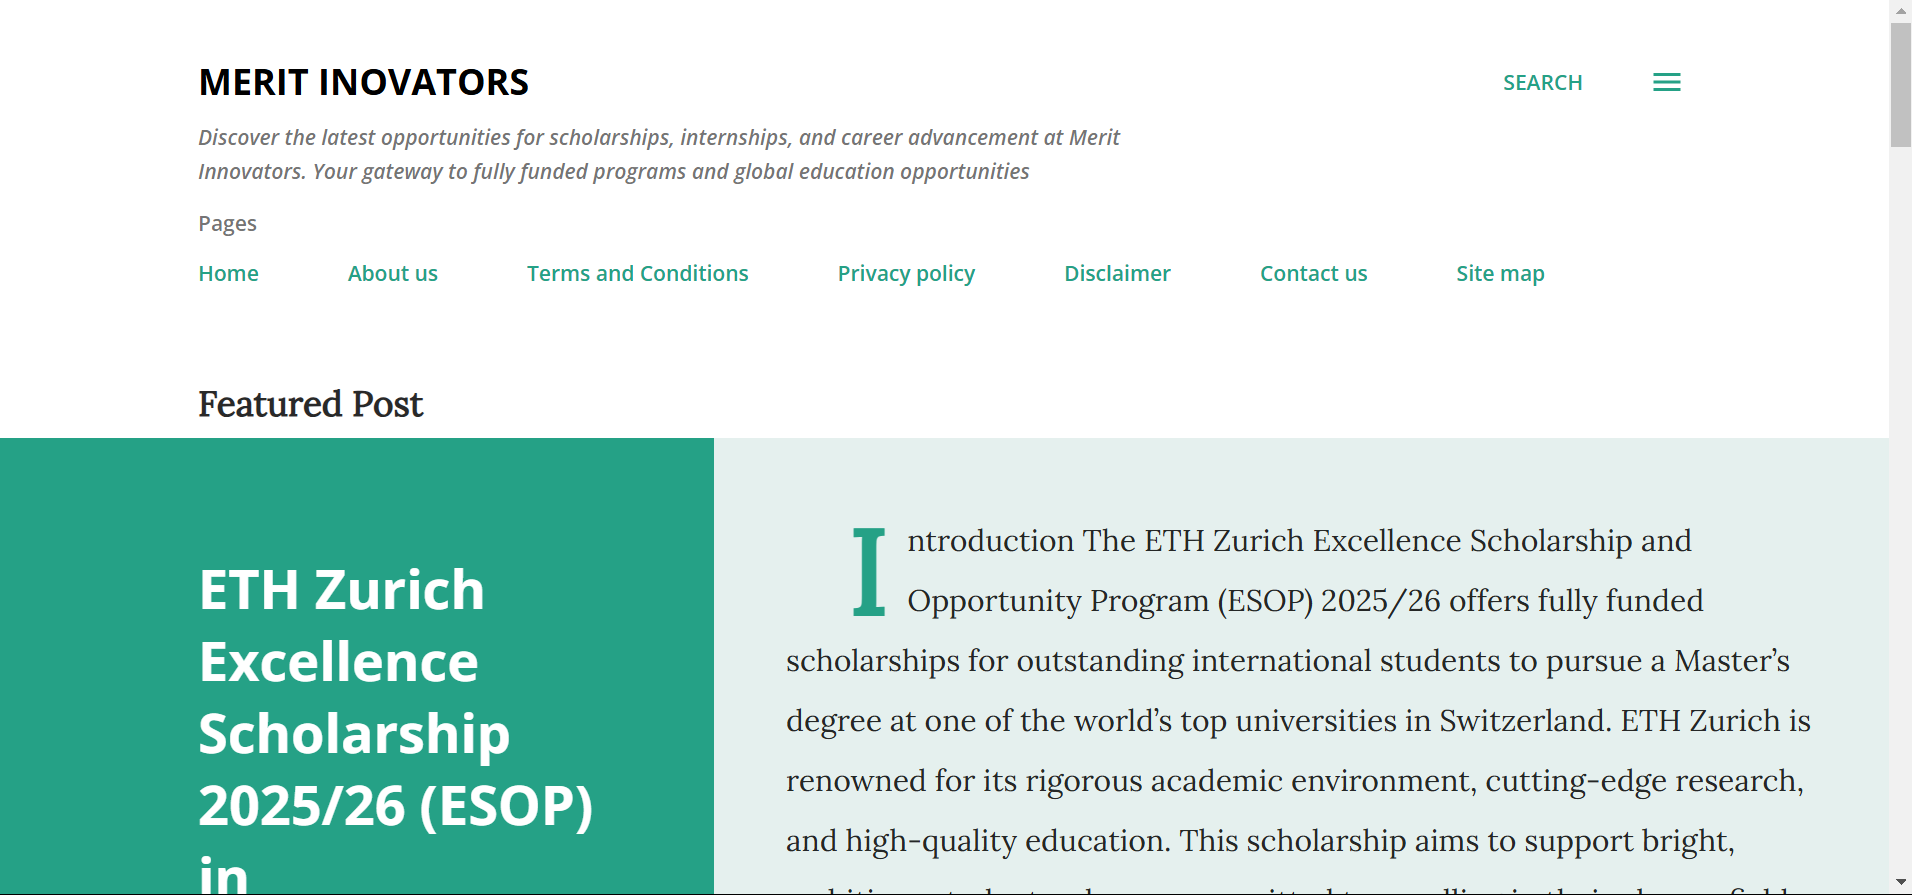 MERIT INOVATORS
SEARCH
Discover the latest opportunities for scholarships, internships, and career advancement at Merit
Innovators. Your gateway to fully funded programs and global education opportunities
Pages
Home About us Terms and Conditions Privacy policy Disclaimer Contact us Site map
Featured Post
ETH Zurich
Excellence
Scholarship
2025/26 (ESOP)
in
Introduction The ETH Zurich Excellence Scholarship and
Opportunity Program (ESOP) 2025/26 offers fully funded
scholarships for outstanding international students to pursue a Master’s
degree at one of the world’s top universities in Switzerland. ETH Zurich is
renowned for its rigorous academic environment, cutting-edge research,
and high-quality education. This scholarship aims to support bright,